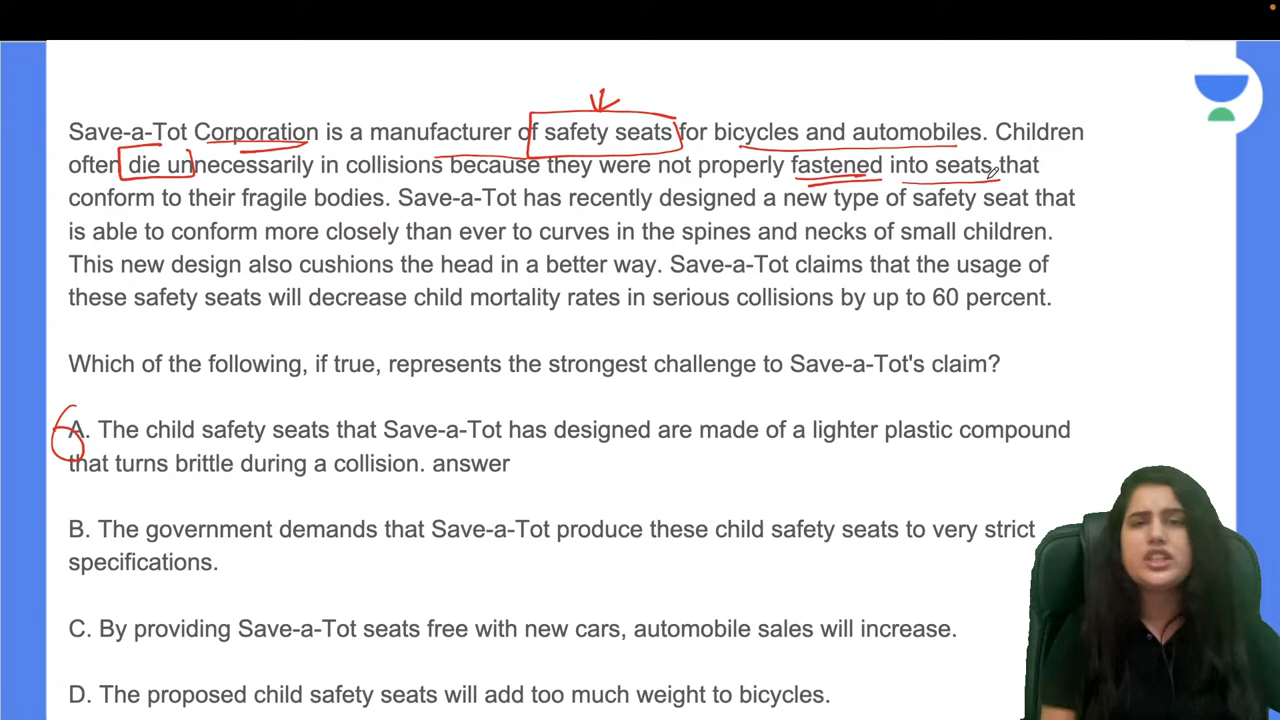 Save-a-Tot Corporation is a manufacturer of safety seats for bicycles and automobiles. Children
often die unnecessarily in collisions because they were not properly fastened into seats that
conform to their fragile bodies. Save-a-Tot has recently designed a new type of safety seat that
is able to conform more closely than ever to curves in the spines and necks of small children.
This new design also cushions the head in a better way. Save-a-Tot claims that the usage of
these safety seats will decrease child mortality rates in serious collisions by up to 60 percent.
Which of the following, if true, represents the strongest challenge to Save-a-Tot's claim?
A. The child safety seats that Save-a-Tot has designed are made of a lighter plastic compound
that turns brittle during a collision. answer
B. The government demands that Save-a-Tot produce these child safety seats to very strict
specifications.
C. By providing Save-a-Tot seats free with new cars, automobile sales will increase.
D. The proposed child safety seats will add too much weight to bicycles.